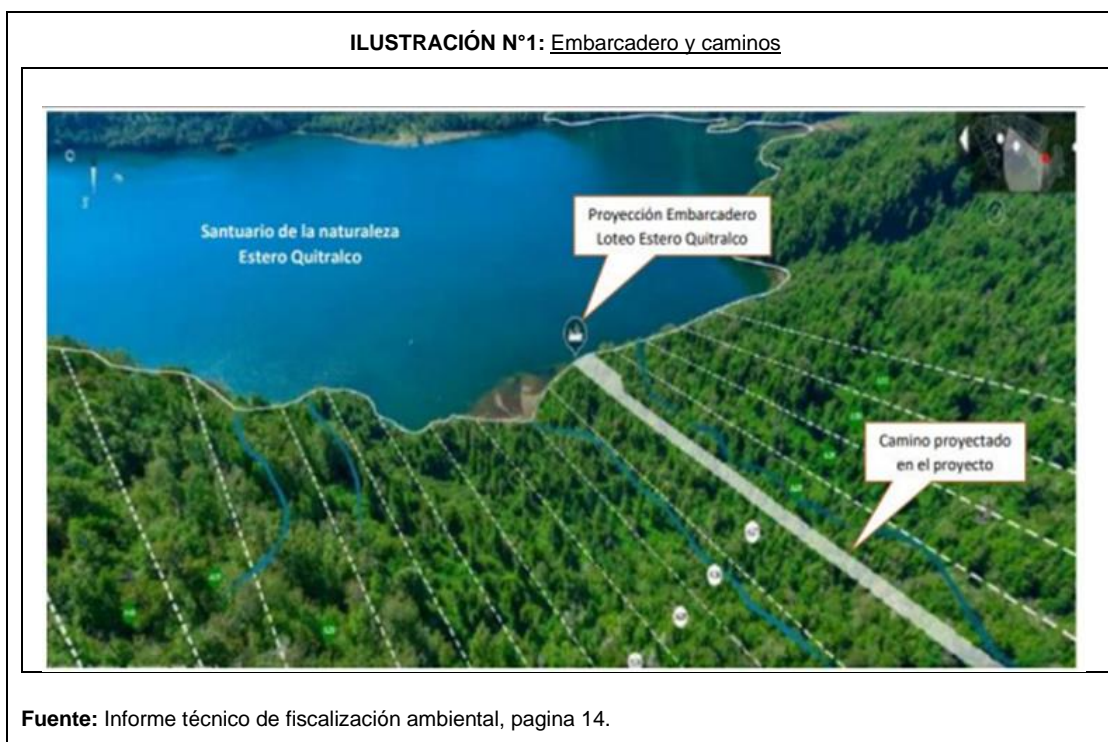 ILUSTRACIÓN N°1: Embarcadero y caminos
Santuario de la naturaleza
Estero Quitralco
Proyección Embarcadero
Loteo Estero Quitralco
Camino proyectado
en el proyecto
Fuente: Informe técnico de fiscalización ambiental, pagina 14.